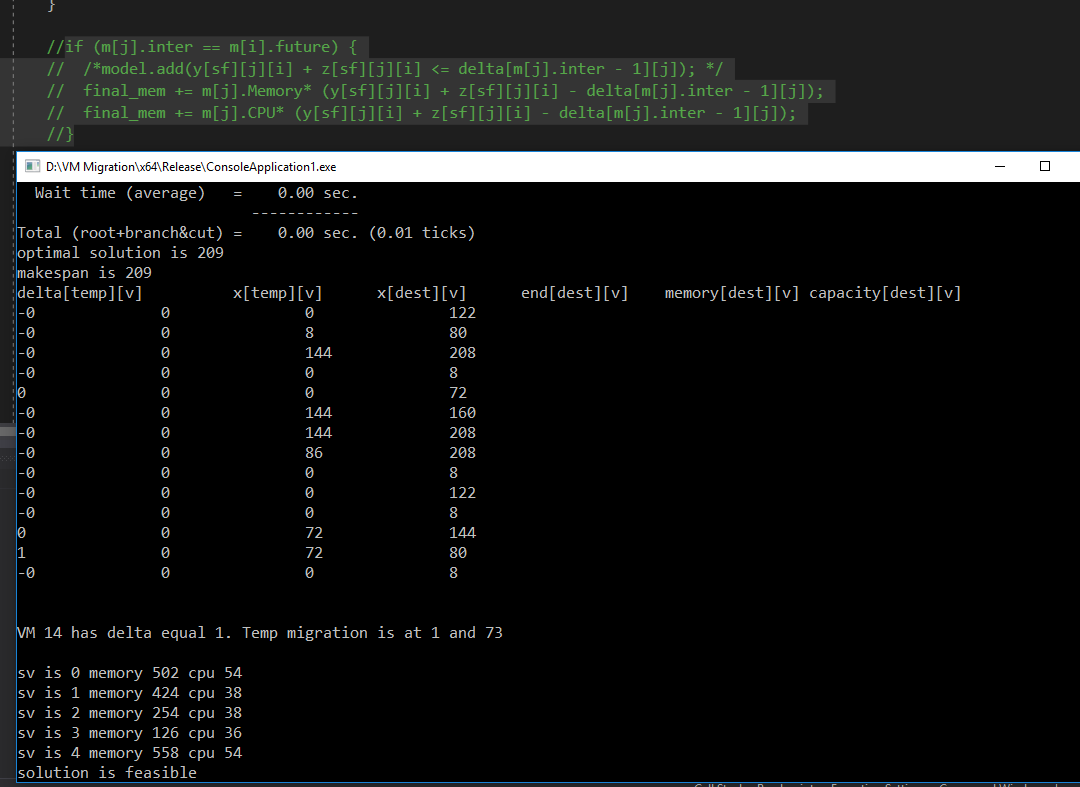 }
//if (m[j].inter == m[i].future) {
//  /*model.add(y[sf][j][i] + z[sf][j][i] <= delta[m[j].inter - 1][j]); */
//  final_mem += m[j].Memory* (y[sf][j][i] + z[sf][j][i] - delta[m[j].inter - 1][j]);
//  final_mem += m[j].CPU* (y[sf][j][i] + z[sf][j][i] - delta[m[j].inter - 1][j]);
//}
D:\VM Migration\x64\Release\ConsoleApplication1.exe
Wait time (average)   =    0.00 sec.
------------
Total (root+branch&cut) =    0.00 sec. (0.01 ticks)
optimal solution is 209
makespan is 209
delta[temp][v]          x[temp][v]      x[dest][v]      end[dest][v]    memory[dest][v] capacity[dest][v]
-0              0               0               122
-0              0               8               80
-0              0               144             208
-0              0               0               8
0               0               0               72
-0              0               144             160
-0              0               144             208
-0              0               86              208
-0              0               0               8
-0              0               0               122
-0              0               0               8
0               0               72              144
1               0               72              80
-0              0               0               8
VM 14 has delta equal 1. Temp migration is at 1 and 73
sv is 0 memory 502 cpu 54
sv is 1 memory 424 cpu 38
sv is 2 memory 254 cpu 38
sv is 3 memory 126 cpu 36
sv is 4 memory 558 cpu 54
solution is feasible